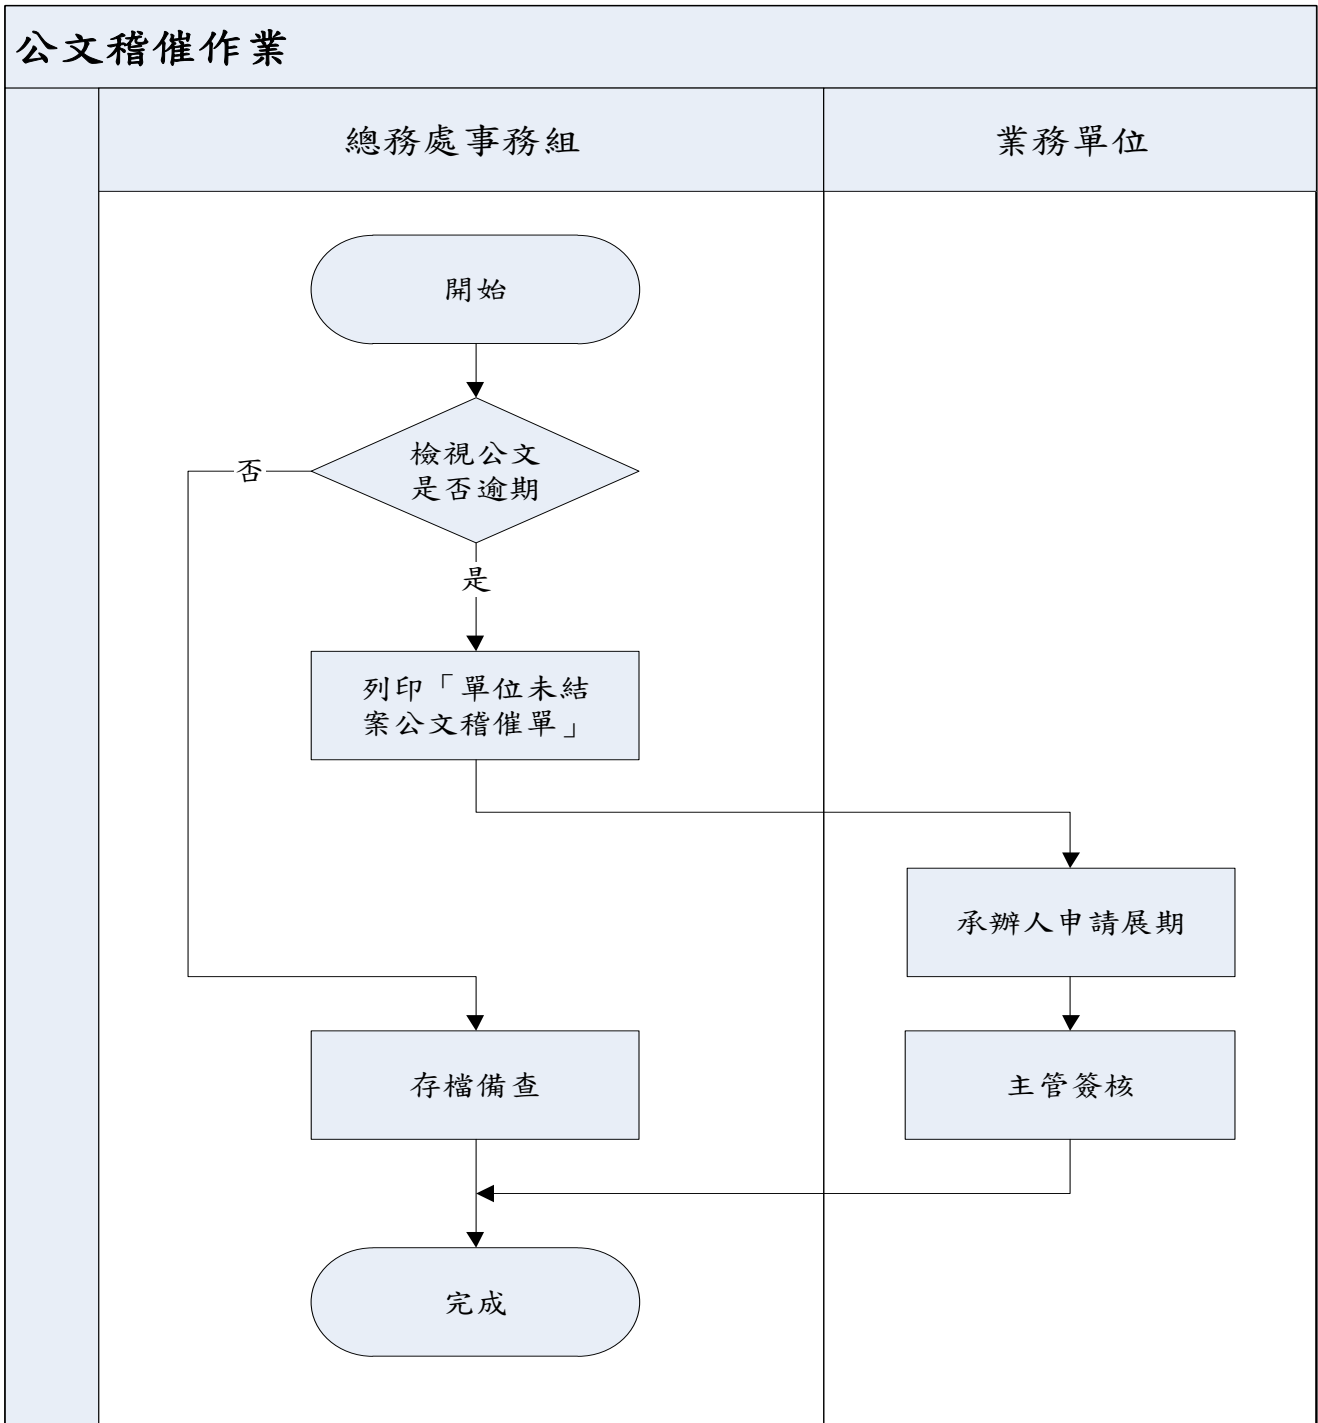 公文稽催作業
總務處事務組
業務單位
開始
檢視公文
是否逾期
否
是
列印「單位未結
案公文稽催單」
承辦人申請展期
存檔備查
主管簽核
完成